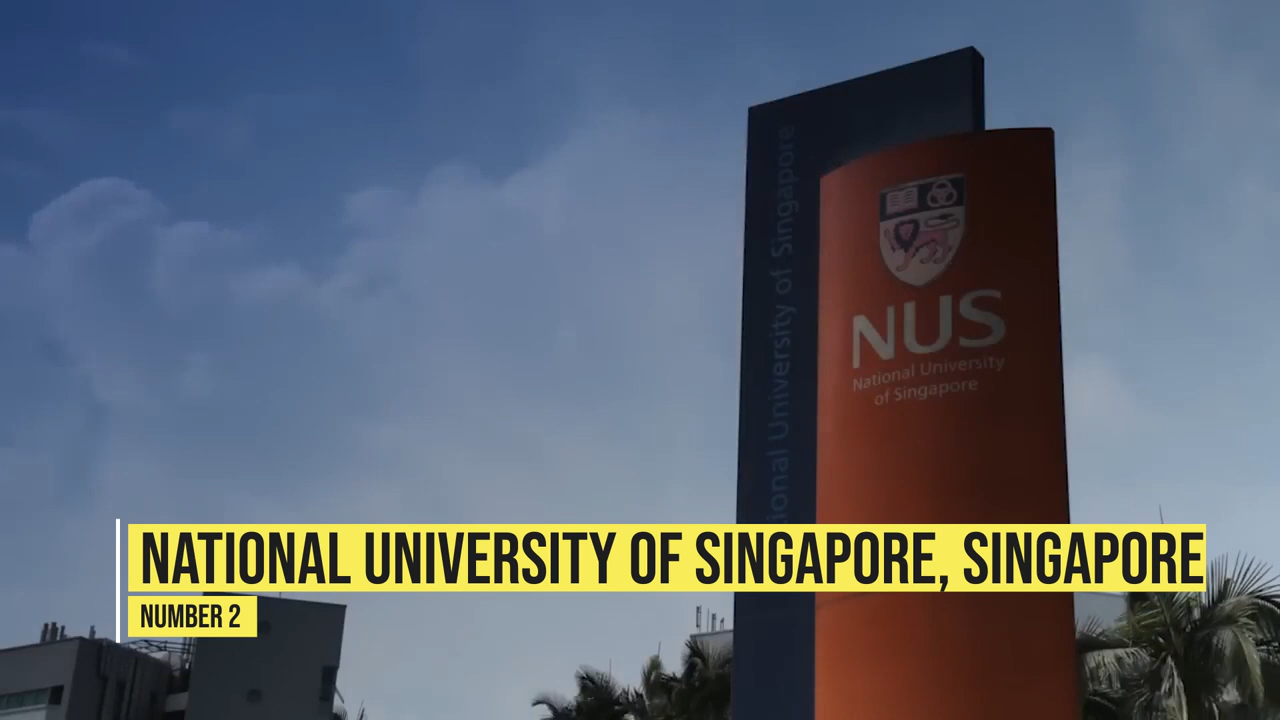 ional University of Singapore
NUS
National University
of Singapore
NATIONAL UNIVERSITY OF SINGAPORE, SINGAPORE
NUMBER 2